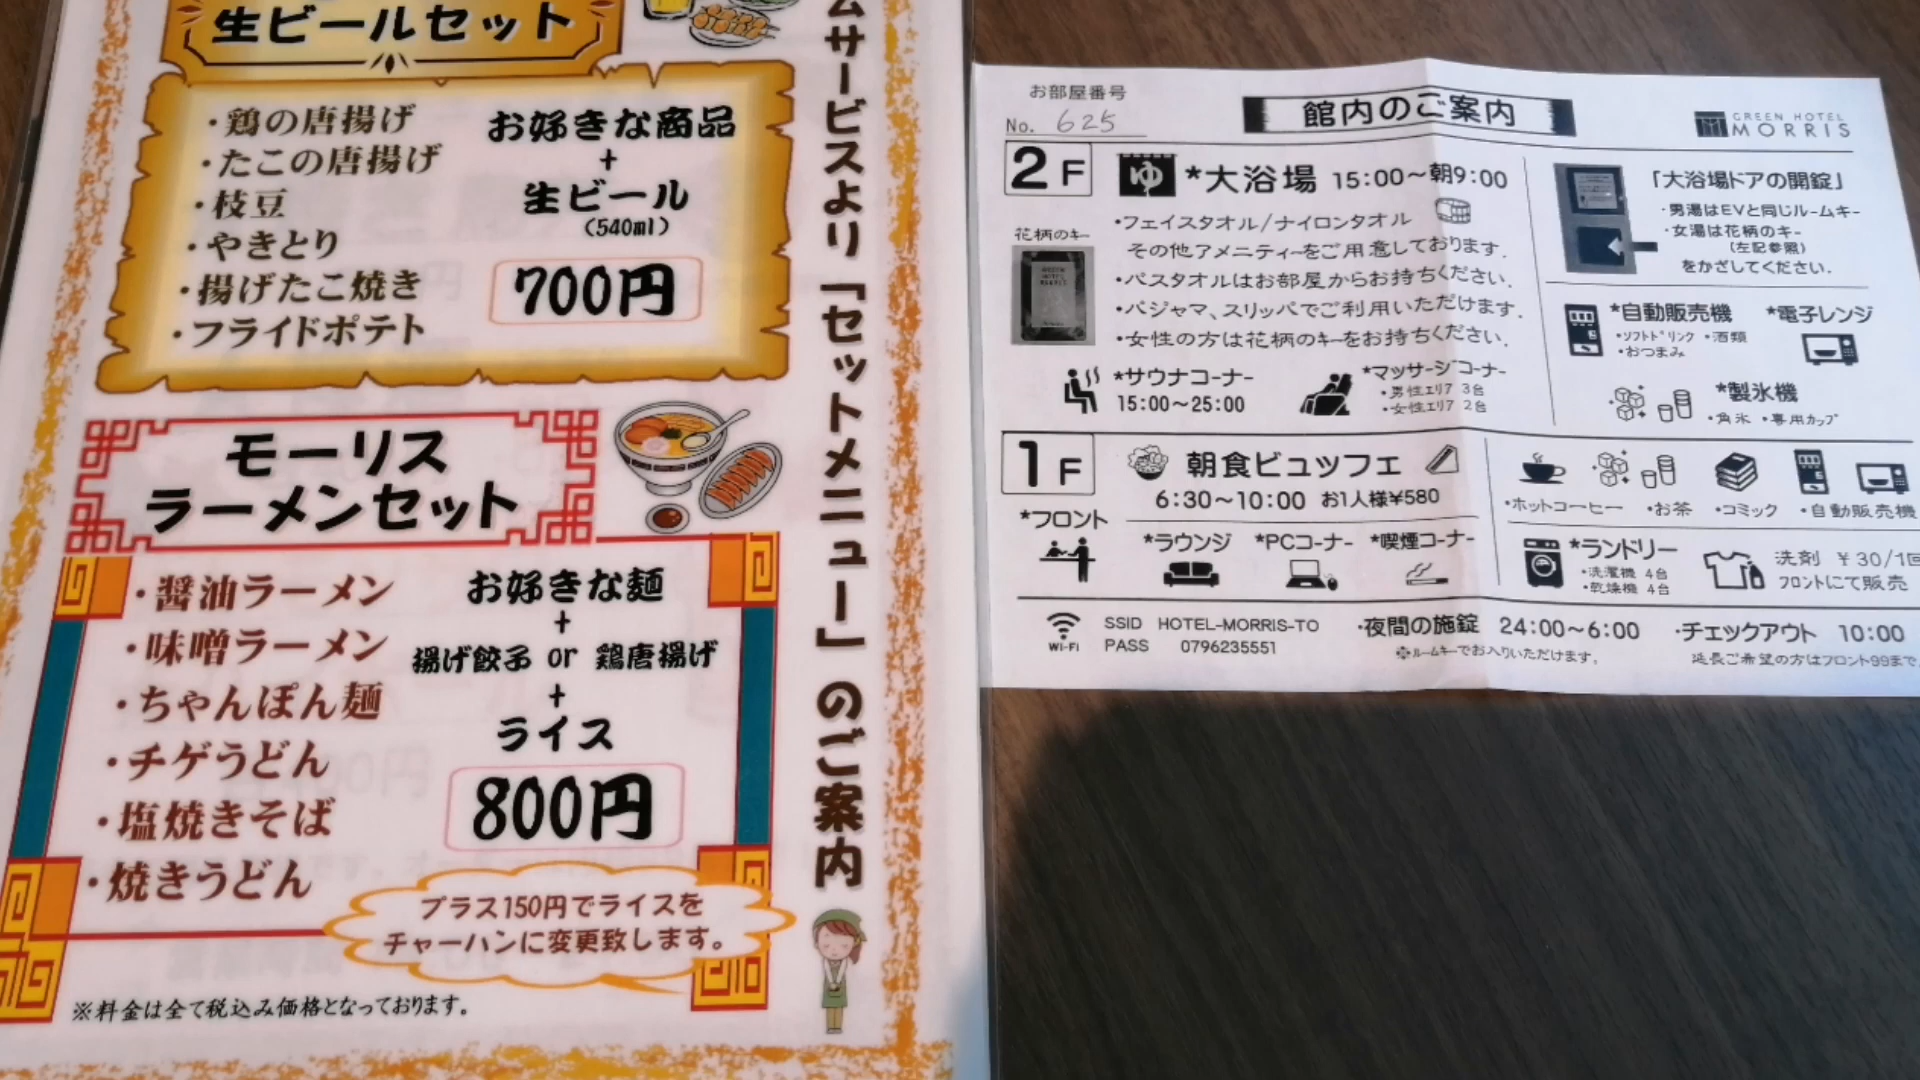 生ビールセット
・鶏の唐揚げ
・たこの唐揚げ
・枝豆
・やきとり
・揚げたこ焼き
・フライドポテト
お好きな商品
+
生ビール
(540ml)
700円
モーリス
ラーメンセット
・醤油ラーメン
・味噌ラーメン
・ちゃんぽん麺
・チゲうどん
・塩焼きそば
・焼きうどん
お好きな麺
+
揚げ餃子 or 鶏唐揚げ
+
ライス
800円
プラス150円でライスを
チャーハンに変更致します。
※料金は全て税込み価格となっております。
ムサービスより「セットメニュー」のご案内
お部屋番号
No. 625
館内のご案内
GREEN HOTEL
MORRIS
2F
ゆ
*大浴場 15:00～朝9:00
・フェイスタオル/ナイロンタオル
その他アメニティーをご用意しております.
・バスタオルはお部屋からお持ちください.
・パジャマ、スリッパでご利用いただけます.
・女性の方は花柄のキーをお持ちください.
花柄のキー
*サウナコーナー
15:00～25:00
*マッサージコーナー
・男性エリア 3台
・女性エリア 2台
「大浴場ドアの開錠」
・男湯はEVと同じルームキー
・女湯は花柄のキー
(左記参照)
をかざしてください.
*自動販売機
・ソフトドリンク ・酒類
・おつまみ
*電子レンジ
*製氷機
・角氷 ・専用カップ
1F
朝食ビュッフェ
6:30～10:00 お1人様¥580
*フロント
*ラウンジ *PCコーナー *喫煙コーナー
・ホットコーヒー ・お茶 ・コミック ・自動販売機
*ランドリー
・洗濯機 4台
・乾燥機 4台
洗剤 ¥30/1回
フロントにて販売
Wi-Fi
SSID HOTEL-MORRIS-TO
PASS 0796235551
・夜間の施錠 24:00～6:00
※ルームキーでお入りいただけます.
・チェックアウト 10:00
延長ご希望の方はフロント99まで